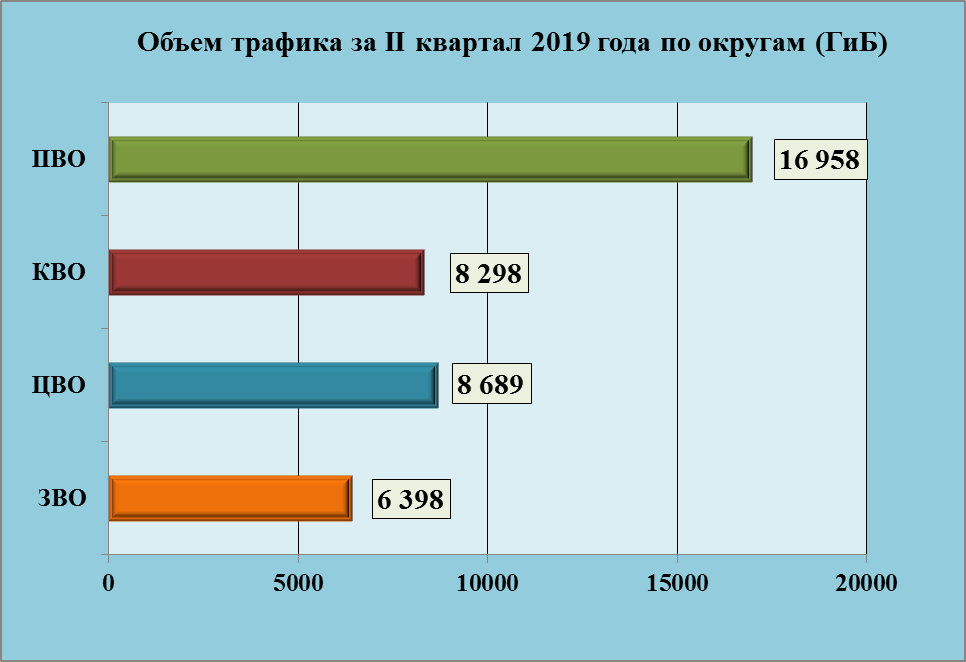 Объем трафика за II квартал 2019 года по округам (ГиБ)
ПВО
16 958
КВО
8 298
ЦВО
8 689
ЗВО
6 398
0 5000 10000 15000 20000